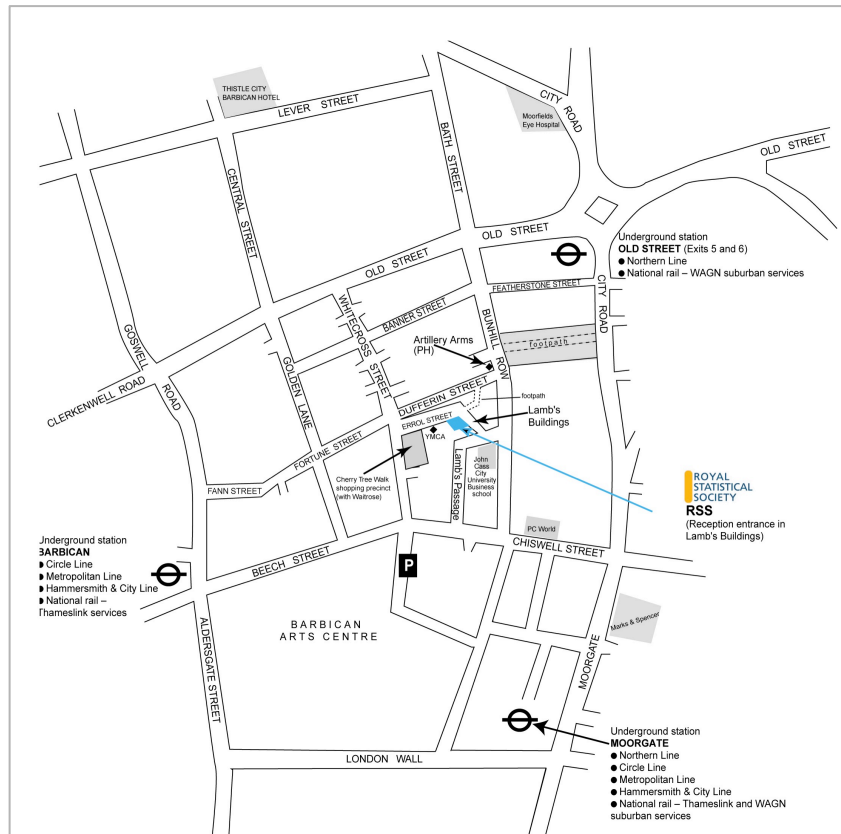 THISTLE CITY
BARBICAN HOTEL
LEVER STREET
CITY ROAD
Moorfields
Eye Hospital
BATH STREET
CENTRAL STREET
OLD STREET
OLD STREET
OLD STREET
Underground station
OLD STREET (Exits 5 and 6)
● Northern Line
● National rail – WAGN suburban services
FEATHERSTONE STREET
CITY ROAD
WHITECROSS STREET
BANNER STREET
BUNHILL ROW
footpath
GOSWELL ROAD
Artillery Arms
(PH)
CLERKENWELL ROAD
GOLDEN LANE
DUFFERIN STREET
footpath
Lamb's
Buildings
ERROL STREET
YMCA
FORTUNE STREET
Cherry Tree Walk
shopping precinct
(with Waitrose)
Lamb's Passage
John
Cass
City
University
Business
school
FANN STREET
ROYAL
STATISTICAL
SOCIETY
RSS
(Reception entrance in
Lamb's Buildings)
PC World
CHISWELL STREET
Underground station
BARBICAN
● Circle Line
● Metropolitan Line
● Hammersmith & City Line
● National rail –
Thameslink services
BEECH STREET
P
BARBICAN
ARTS CENTRE
ALDERSGATE STREET
Marks & Spencer
MOORGATE
LONDON WALL
Underground station
MOORGATE
● Northern Line
● Circle Line
● Metropolitan Line
● Hammersmith & City Line
● National rail – Thameslink and WAGN
suburban services